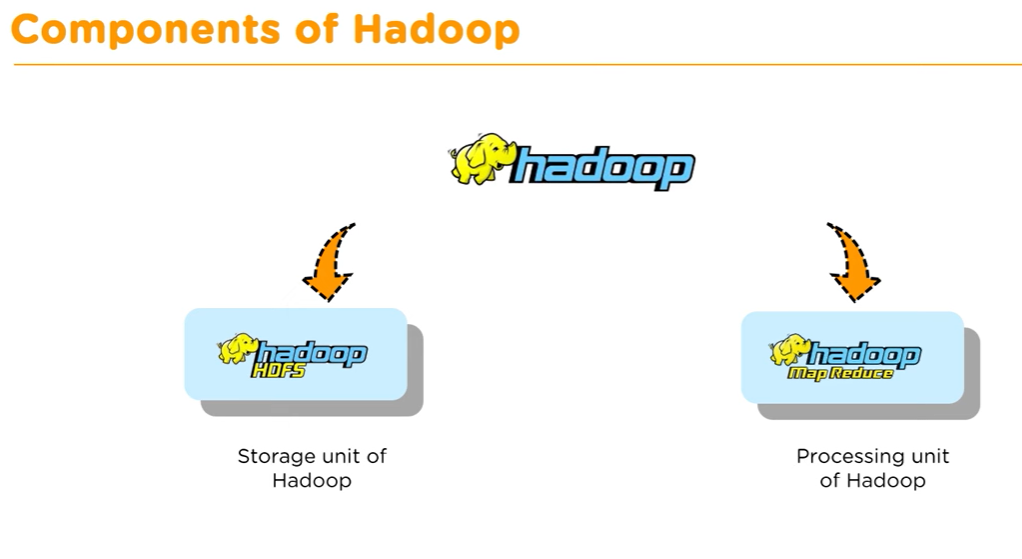 Components of Hadoop
hadoop
hadoop
HDFS
hadoop
Map Reduce
Storage unit of
Hadoop
Processing unit
of Hadoop